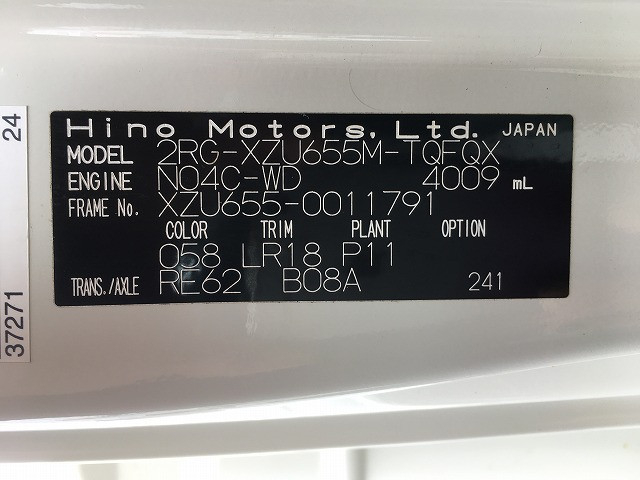 Hino Motors, Ltd. JAPAN
MODEL 2RG-XZU655M-TQFQX
ENGINE N04C-WD 4009 mL
FRAME No. XZU655-0011791
COLOR TRIM PLANT OPTION
058 LR18 P11
TRANS./AXLE RE62 B08A 241
37271 24